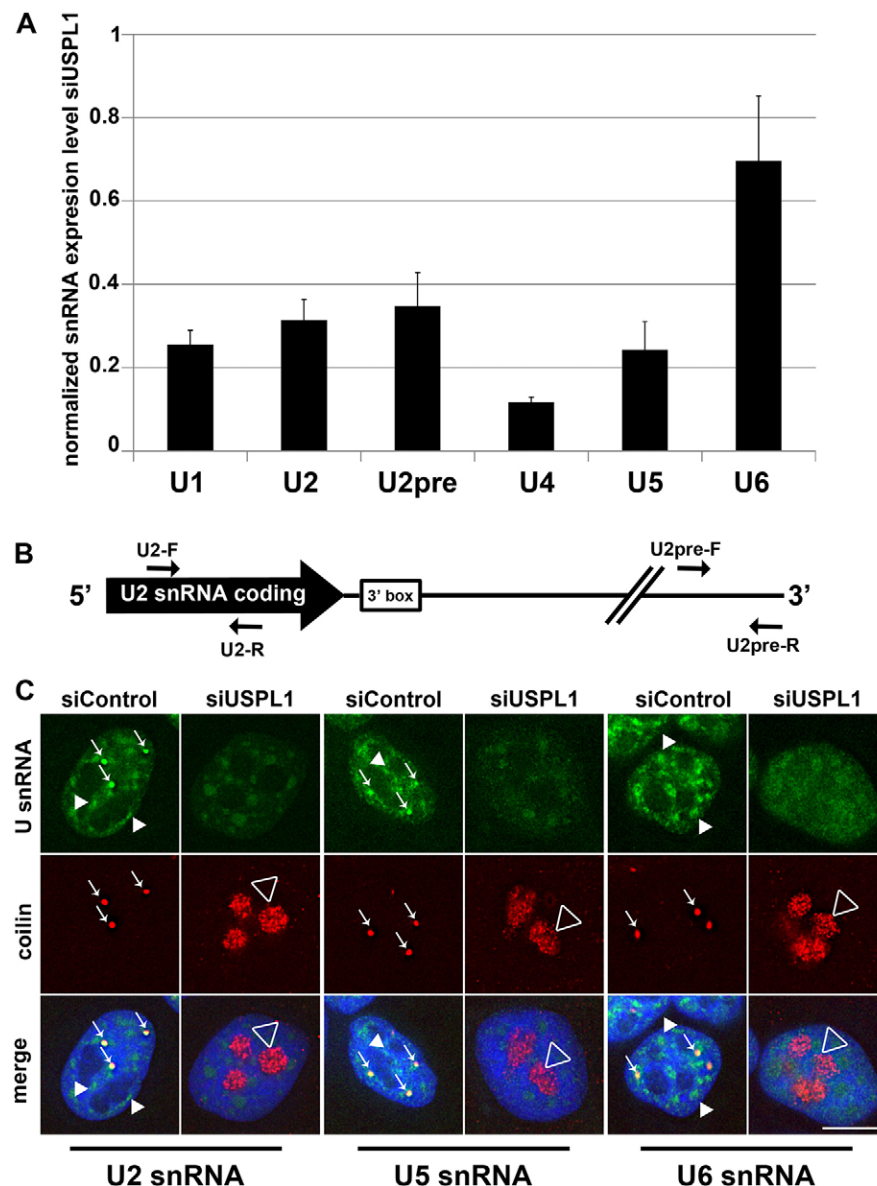 A
normalized snRNA expresion level siUSPL1
1
0.8
0.6
0.4
0.2
0
U1 U2 U2pre U4 U5 U6
B
U2-F
U2pre-F
5’ U2 snRNA coding 3’ box 3’
U2-R
U2pre-R
C
siControl siUSPL1 siControl siUSPL1 siControl siUSPL1
U snRNA
coilin
merge
U2 snRNA U5 snRNA U6 snRNA